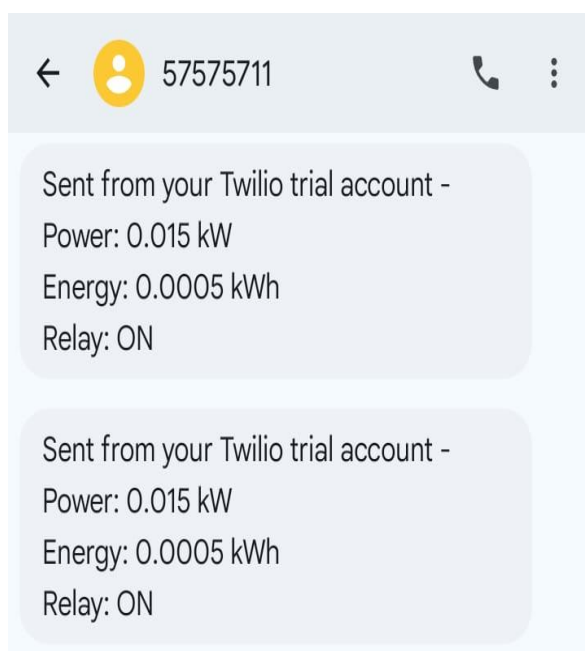 57575711
Sent from your Twilio trial account -
Power: 0.015 kW
Energy: 0.0005 kWh
Relay: ON
Sent from your Twilio trial account -
Power: 0.015 kW
Energy: 0.0005 kWh
Relay: ON